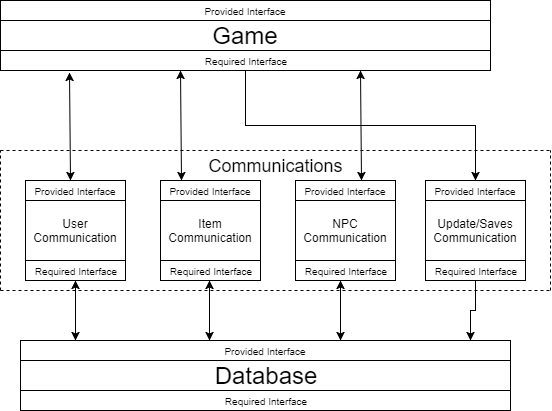 Provided Interface
Game
Required Interface
Communications
Provided Interface
User
Communication
Required Interface
Provided Interface
Item
Communication
Required Interface
Provided Interface
NPC
Communication
Required Interface
Provided Interface
Update/Saves
Communication
Required Interface
Provided Interface
Database
Required Interface